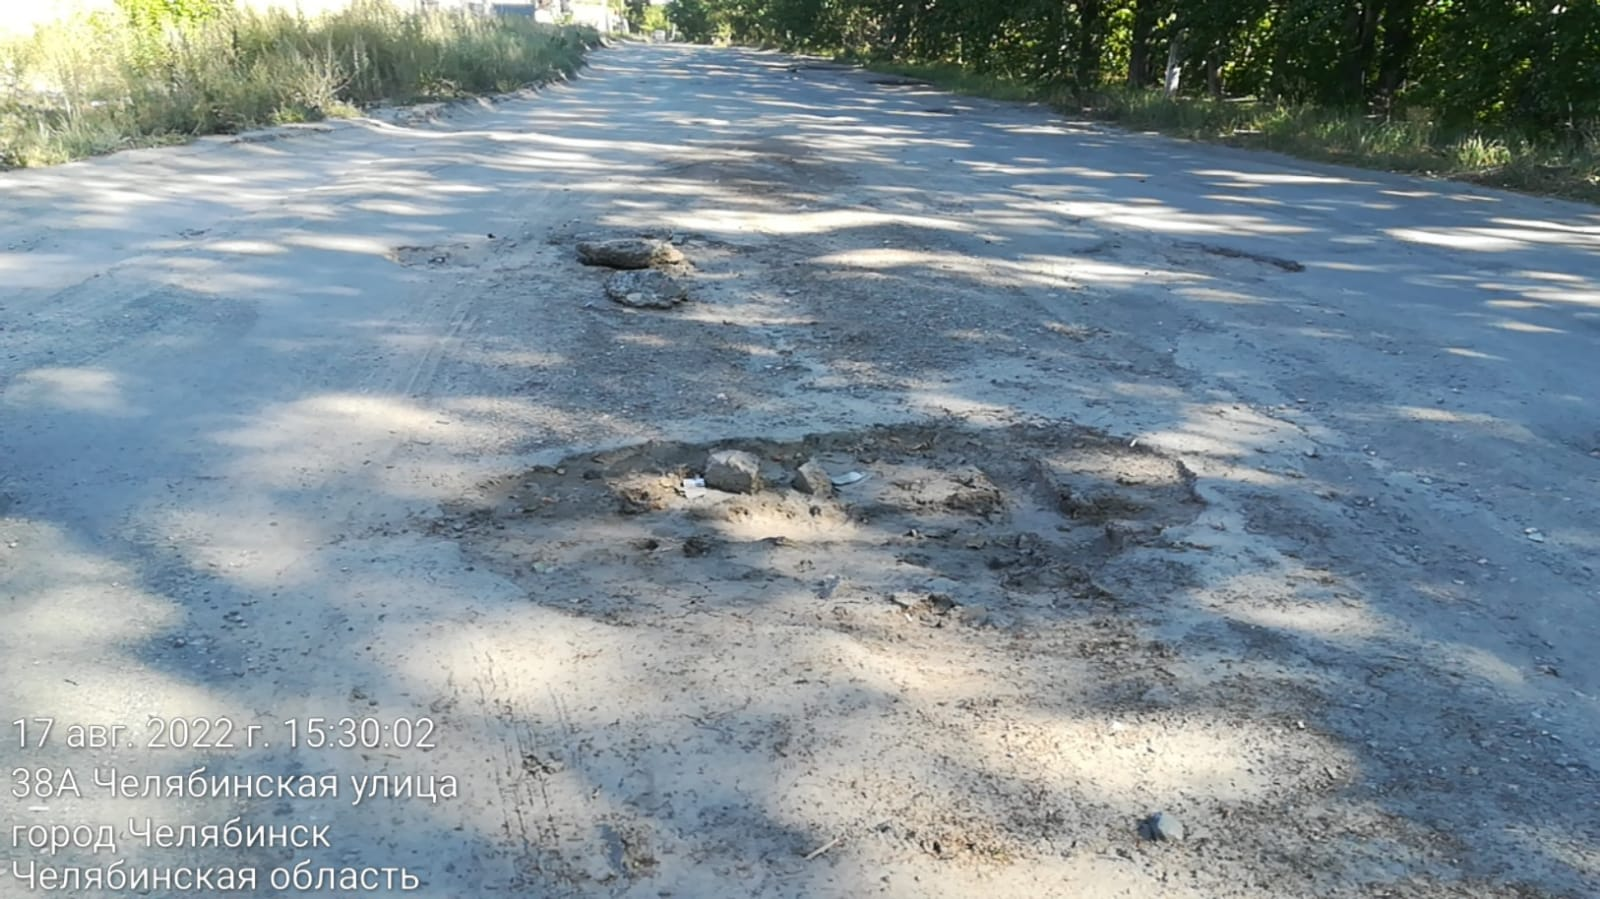 17 авг. 2022 г. 15:30:02
38А Челябинская улица
город Челябинск
Челябинская область